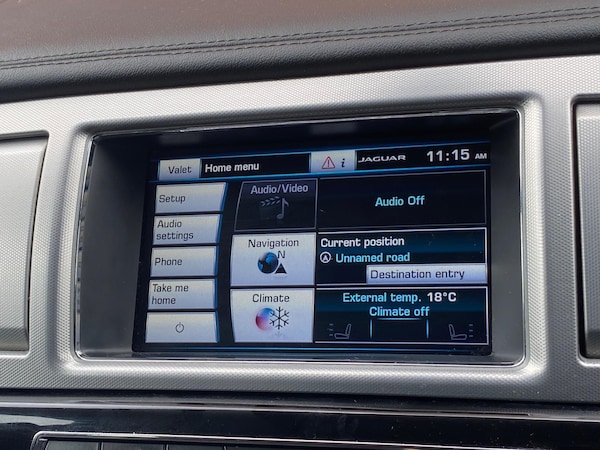 Valet
Home menu
i
JAGUAR
11:15 AM
Setup
Audio/Video
Audio Off
Audio
settings
Navigation
N
Current position
Unnamed road
Destination entry
Phone
Take me
home
Climate
External temp. 18°C
Climate off